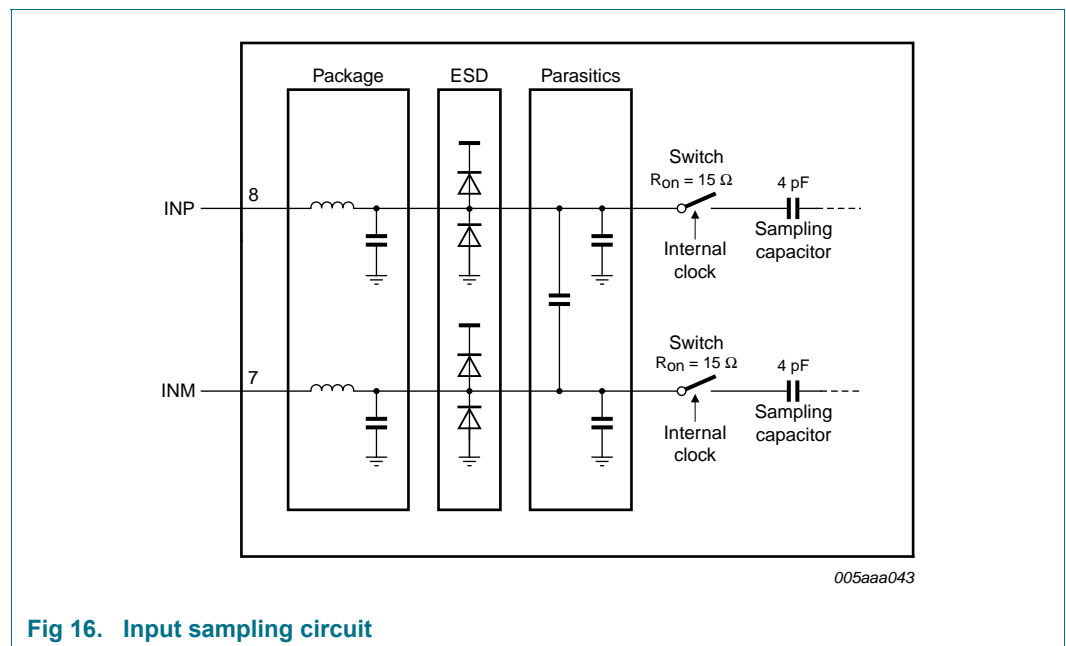 Package ESD Parasitics
Switch
Ron = 15 Ω
4 pF
INP
8
Sampling
capacitor
Internal
clock
Switch
Ron = 15 Ω
4 pF
INM
7
Sampling
capacitor
Internal
clock
005aaa043
Fig 16. Input sampling circuit